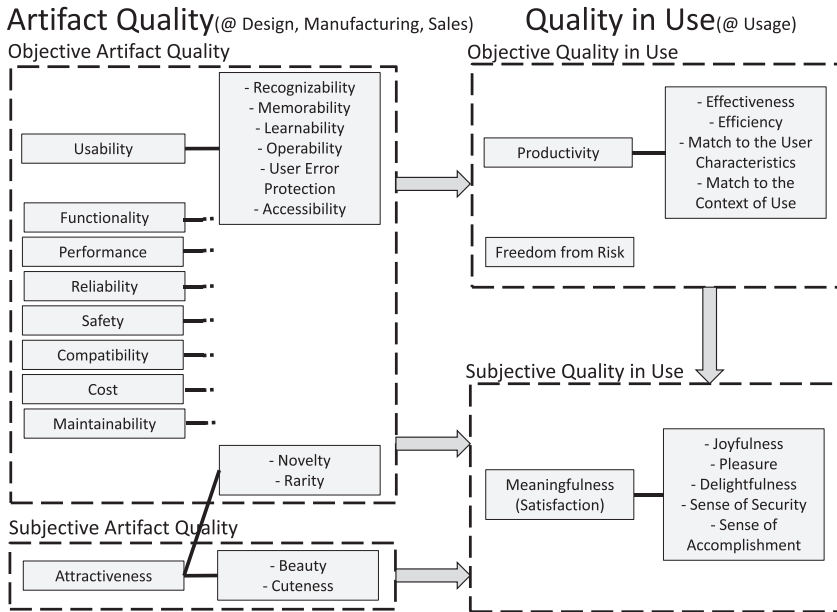 Artifact Quality(@ Design, Manufacturing, Sales)
Objective Artifact Quality
Usability
- Recognizability
- Memorability
- Learnability
- Operability
- User Error
Protection
- Accessibility
Functionality
Performance
Reliability
Safety
Compatibility
Cost
Maintainability
- Novelty
- Rarity
Subjective Artifact Quality
Attractiveness
- Beauty
- Cuteness
Quality in Use(@ Usage)
Objective Quality in Use
Productivity
- Effectiveness
- Efficiency
- Match to the User
Characteristics
- Match to the
Context of Use
Freedom from Risk
Subjective Quality in Use
Meaningfulness
(Satisfaction)
- Joyfulness
- Pleasure
- Delightfulness
- Sense of Security
- Sense of
Accomplishment